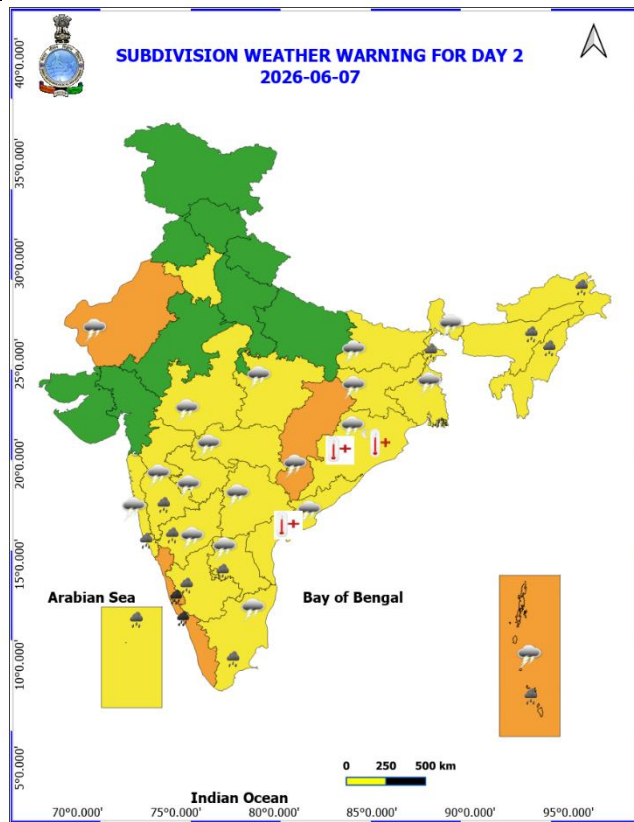 SUBDIVISION WEATHER WARNING FOR DAY 2
2026-06-07
40°0.000'
35°0.000'
30°0.000'
25°0.000'
20°0.000'
15°0.000'
10°0.000'
5°0.000'
Arabian Sea
Bay of Bengal
0 250 500 km
Indian Ocean
70°0.000' 75°0.000' 80°0.000' 85°0.000' 90°0.000' 95°0.000'